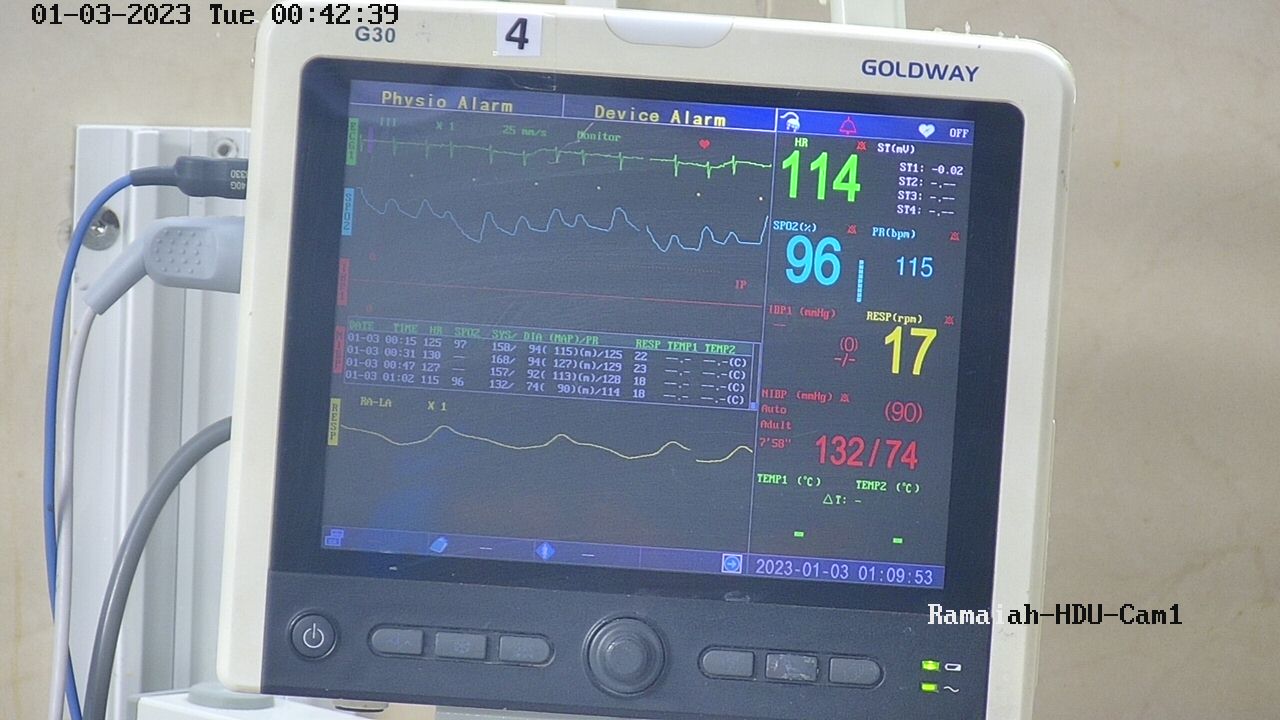 01-03-2023 Tue 00:42:39
G30
4
GOLDWAY
Physio Alarm
Device Alarm
OFF
ECG1
III
X 1
25 mm/s
Monitor
HR
114
ST(mV)
ST1: -0.02
ST2: -.--
ST3: -.--
ST4: -.--
SPO2
SPO2(%)
96
PR(bpm)
115
IP
IBP1 (mmHg)
(0)
-/-
RESP(rpm)
17
DATE TIME HR SPO2 SYS/ DIA (MAP)/PR RESP TEMP1 TEMP2
01-03 00:15 125 97 158/ 94( 115)(m)/125 22 --.- --.-(C)
01-03 00:31 130 -- 168/ 94( 127)(m)/129 23 --.- --.-(C)
01-03 00:47 127 -- 157/ 92( 113)(m)/128 18 --.- --.-(C)
01-03 01:02 115 96 132/ 74( 90)(m)/114 18 --.- --.-(C)
NIBP (mmHg)
Auto
Adult
7'58"
(90)
132/74
RESP
RA-LA
X 1
TEMP1 (°C)
TEMP2 (°C)
△T: -
2023-01-03 01:09:53
Ramaiah-HDU-Cam1